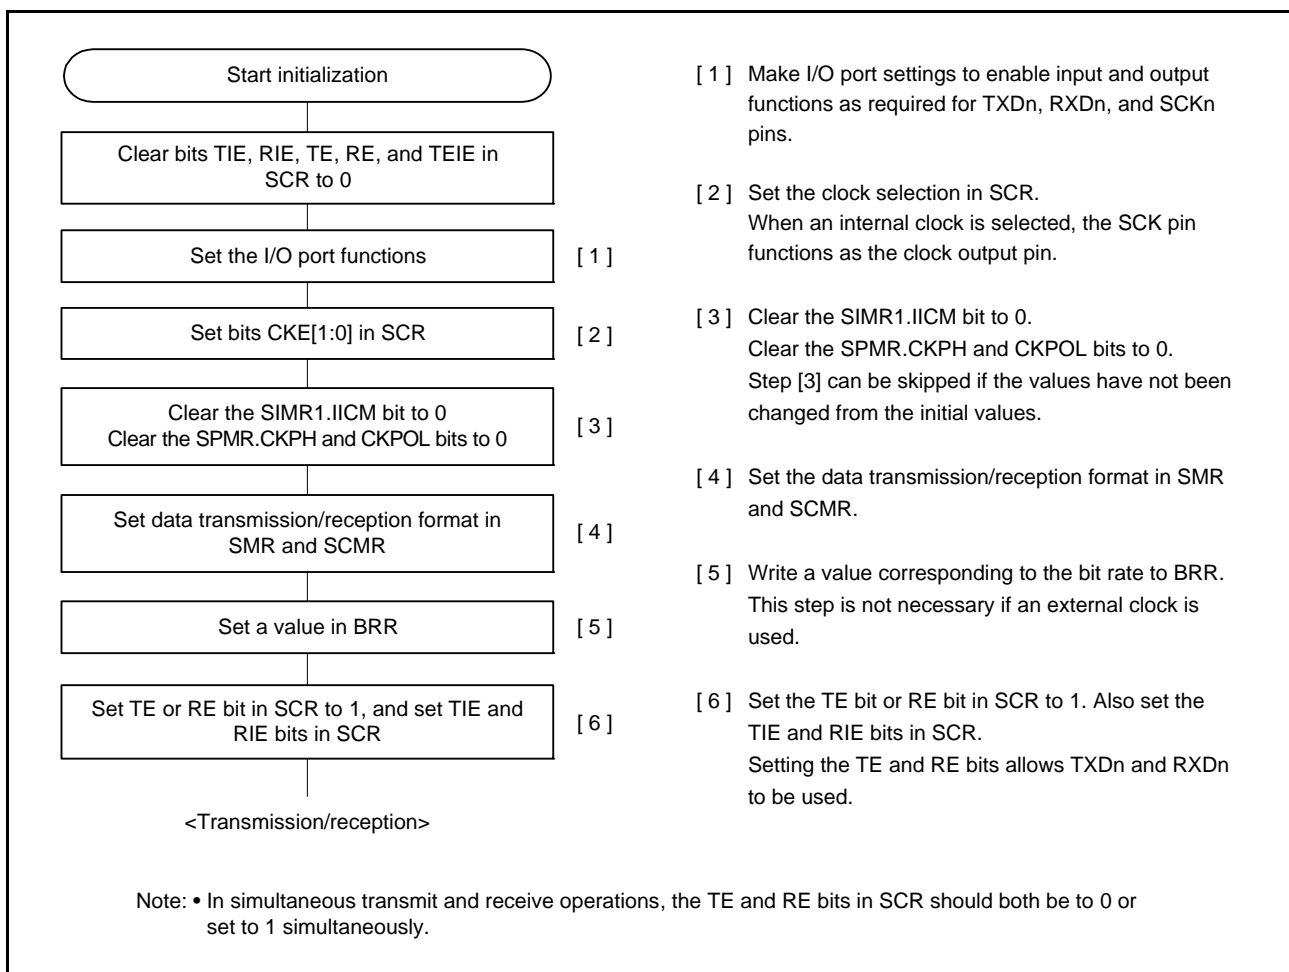 Start initialization
Clear bits TIE, RIE, TE, RE, and TEIE in
SCR to 0
Set the I/O port functions
[ 1 ]
Set bits CKE[1:0] in SCR
[ 2 ]
Clear the SIMR1.IICM bit to 0
Clear the SPMR.CKPH and CKPOL bits to 0
[ 3 ]
Set data transmission/reception format in
SMR and SCMR
[ 4 ]
Set a value in BRR
[ 5 ]
Set TE or RE bit in SCR to 1, and set TIE and
RIE bits in SCR
[ 6 ]
<Transmission/reception>
[ 1 ] Make I/O port settings to enable input and output
functions as required for TXDn, RXDn, and SCKn
pins.
[ 2 ] Set the clock selection in SCR.
When an internal clock is selected, the SCK pin
functions as the clock output pin.
[ 3 ] Clear the SIMR1.IICM bit to 0.
Clear the SPMR.CKPH and CKPOL bits to 0.
Step [3] can be skipped if the values have not been
changed from the initial values.
[ 4 ] Set the data transmission/reception format in SMR
and SCMR.
[ 5 ] Write a value corresponding to the bit rate to BRR.
This step is not necessary if an external clock is
used.
[ 6 ] Set the TE bit or RE bit in SCR to 1. Also set the
TIE and RIE bits in SCR.
Setting the TE and RE bits allows TXDn and RXDn
to be used.
Note: • In simultaneous transmit and receive operations, the TE and RE bits in SCR should both be to 0 or
set to 1 simultaneously.